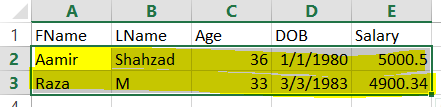 A B C D E
1 FName LName Age DOB Salary
2 Aamir Shahzad 36 1/1/1980 5000.5
3 Raza M 33 3/3/1983 4900.34